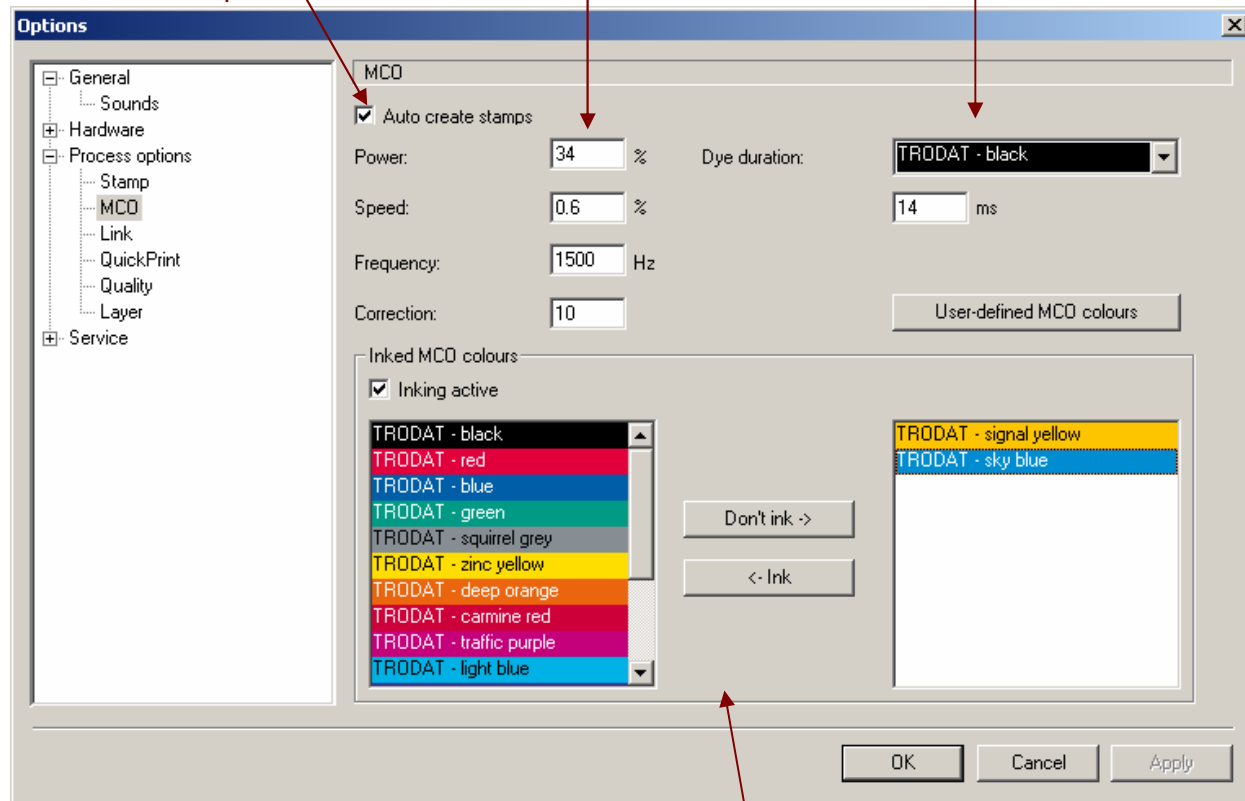 Options
General
Sounds
Hardware
Process options
Stamp
MCO
Link
QuickPrint
Quality
Layer
Service
MCO
Auto create stamps
Power: 34 % Dye duration: TRODAT - black
Speed: 0.6 % 14 ms
Frequency: 1500 Hz
Correction: 10 User-defined MCO colours
Inked MCO colours
Inking active
TRODAT - black
TRODAT - red
TRODAT - blue
TRODAT - green
TRODAT - squirrel grey
TRODAT - zinc yellow
TRODAT - deep orange
TRODAT - carmine red
TRODAT - traffic purple
TRODAT - light blue
Don't ink ->
<- Ink
TRODAT - signal yellow
TRODAT - sky blue
OK Cancel Apply